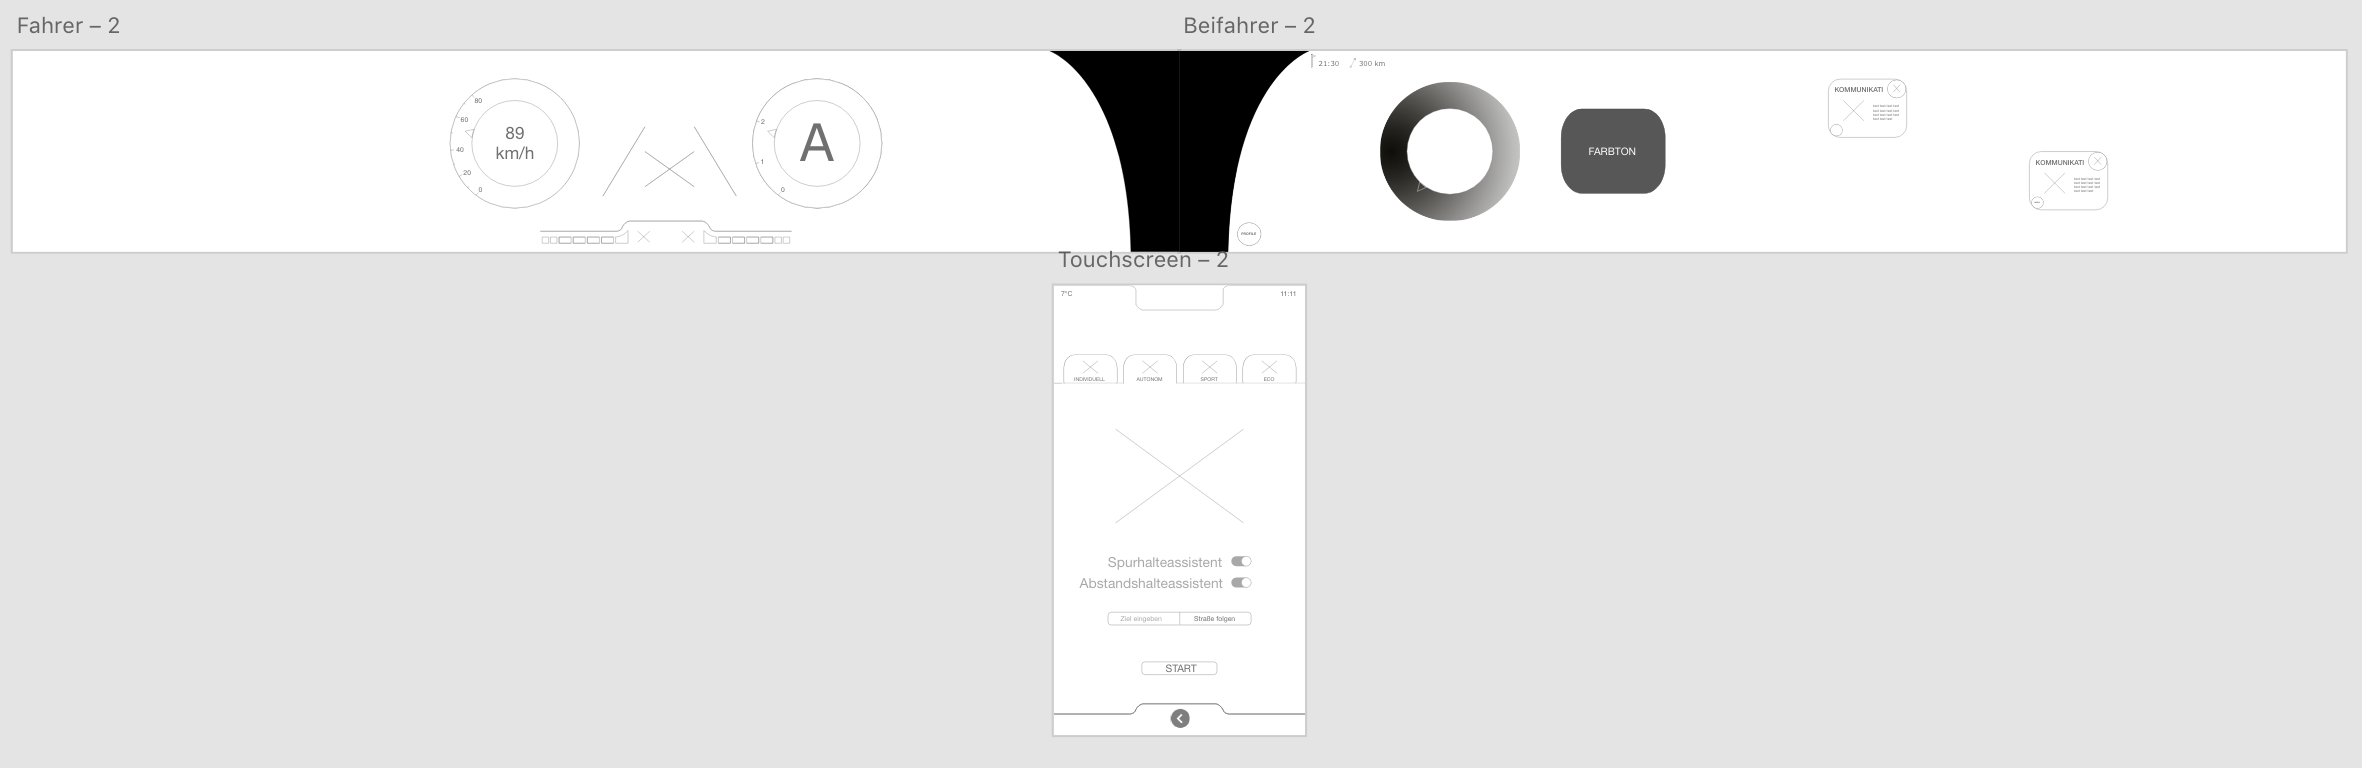 Fahrer – 2
Beifahrer – 2
80
60
40
20
0
89
km/h
2
1
0
A
21:30
300 km
FARBTON
PROFILE
KOMMUNIKATI
KOMMUNIKATI
Touchscreen – 2
7°C
11:11
INDIVIDUELL
AUTONOM
SPORT
ECO
Spurhalteassistent
Abstandshalteassistent
Ziel eingeben
Straße folgen
START